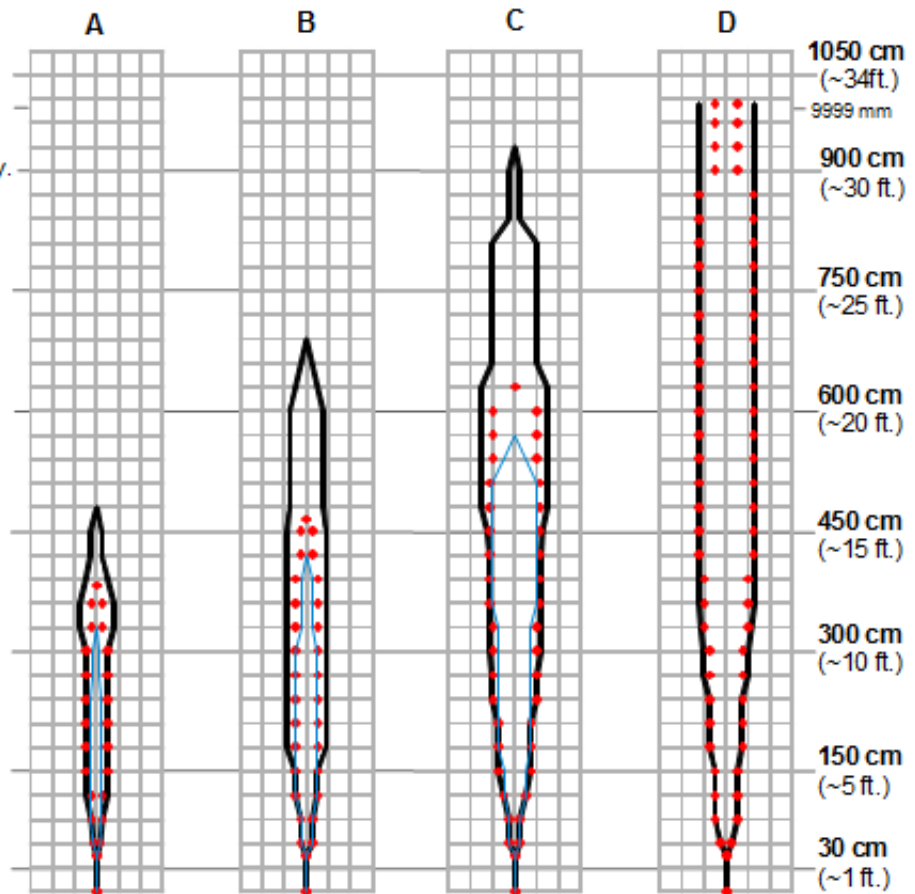 A B C D
1050 cm
(~34ft.)
9999 mm
y.
900 cm
(~30 ft.)
750 cm
(~25 ft.)
600 cm
(~20 ft.)
450 cm
(~15 ft.)
300 cm
(~10 ft.)
150 cm
(~5 ft.)
30 cm
(~1 ft.)